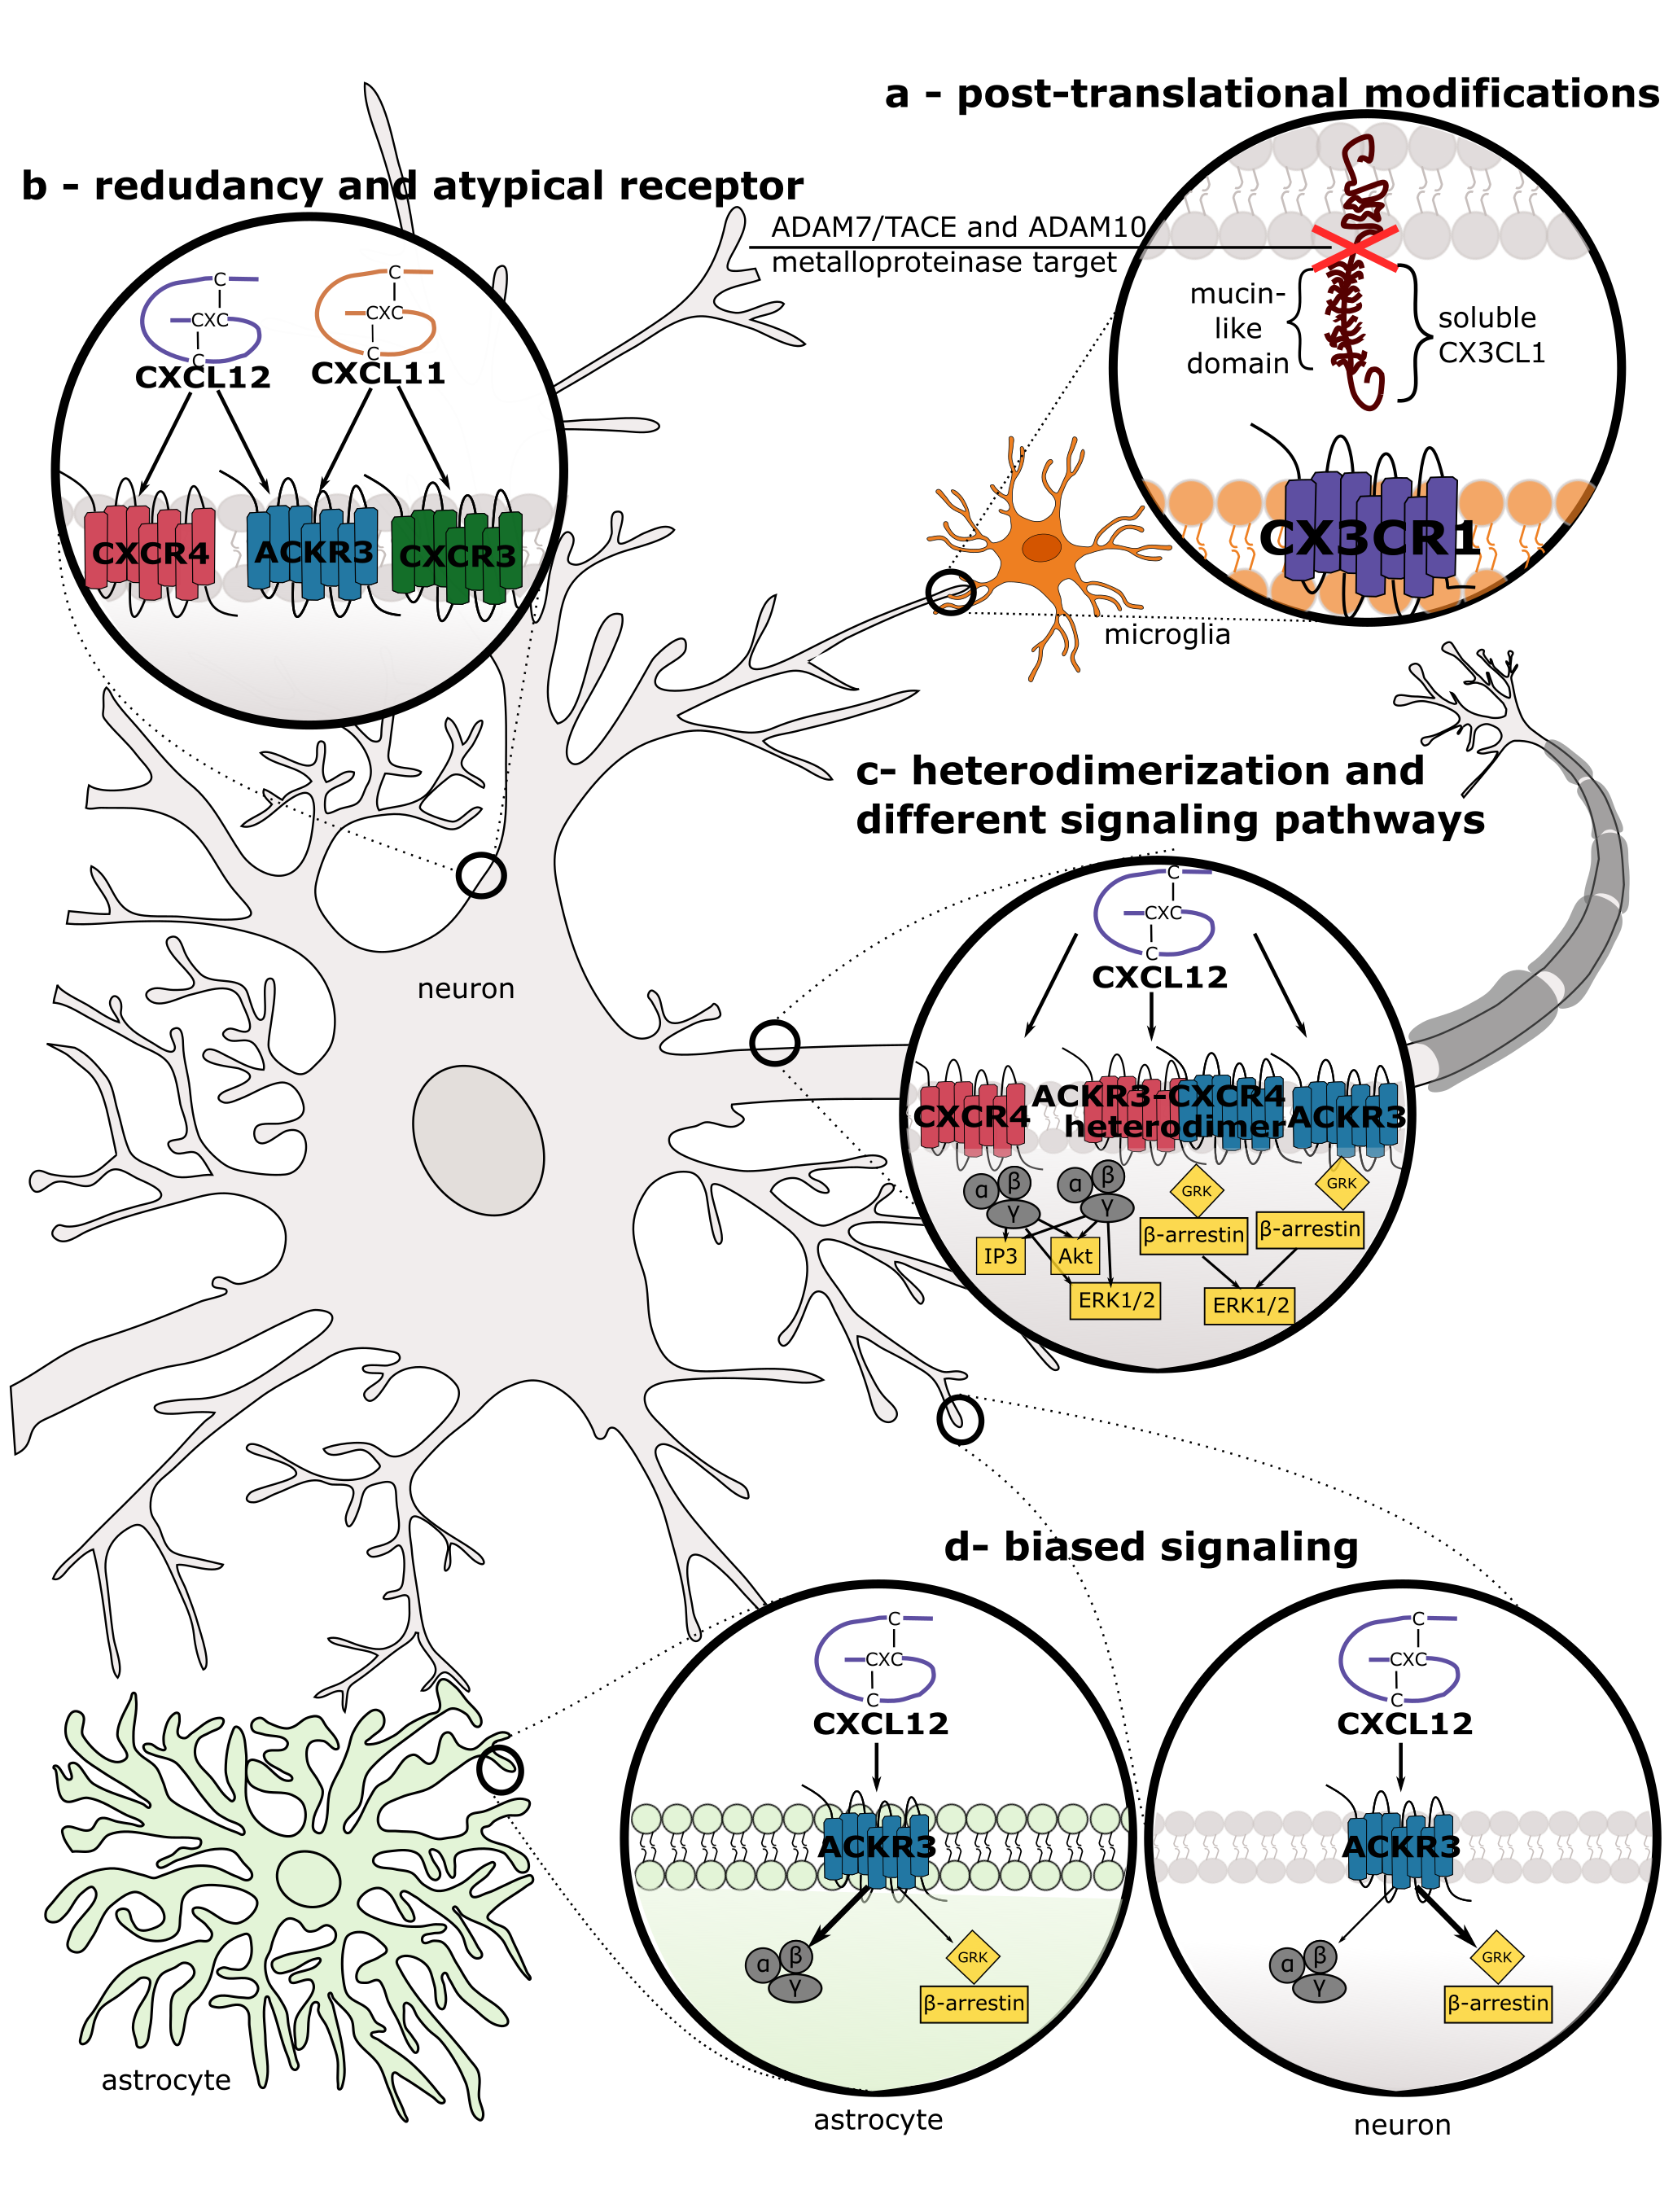 a - post-translational modifications
ADAM7/TACE and ADAM10
metalloproteinase target
mucin-
like
domain
soluble
CX3CL1
CX3CR1
microglia
b - redudancy and atypical receptor
C
CXC
C
CXCL12
C
CXC
C
CXCL11
CXCR4
ACKR3
CXCR3
neuron
c- heterodimerization and
different signaling pathways
C
CXC
C
CXCL12
CXCR4
ACKR3-CXCR4
heterodimer
ACKR3
α
β
γ
α
β
γ
GRK
GRK
β-arrestin
β-arrestin
IP3
Akt
ERK1/2
ERK1/2
d- biased signaling
C
CXC
C
CXCL12
ACKR3
α
β
γ
GRK
β-arrestin
astrocyte
C
CXC
C
CXCL12
ACKR3
α
β
γ
GRK
β-arrestin
neuron
astrocyte